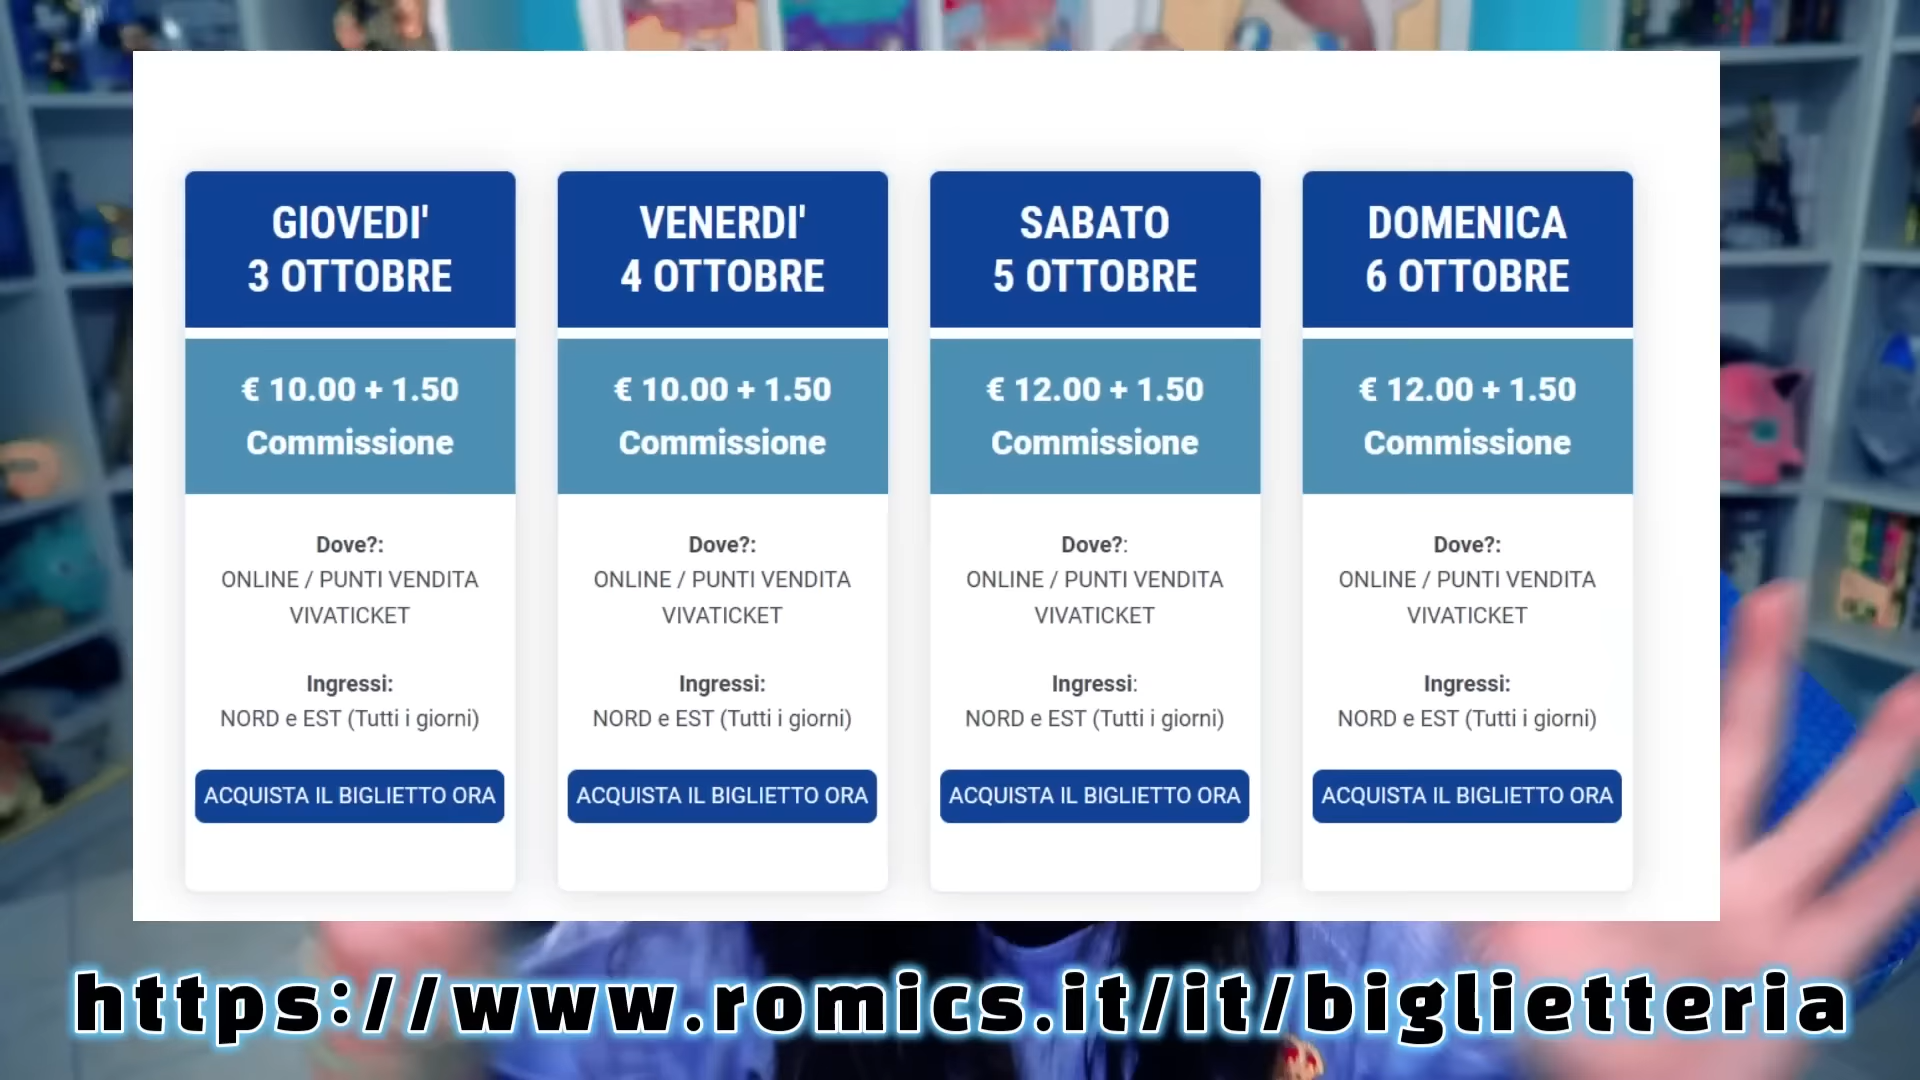 GIOVEDI'
3 OTTOBRE
€ 10.00 + 1.50
Commissione
Dove?:
ONLINE / PUNTI VENDITA
VIVATICKET
Ingressi:
NORD e EST (Tutti i giorni)
ACQUISTA IL BIGLIETTO ORA
VENERDI'
4 OTTOBRE
€ 10.00 + 1.50
Commissione
Dove?:
ONLINE / PUNTI VENDITA
VIVATICKET
Ingressi:
NORD e EST (Tutti i giorni)
ACQUISTA IL BIGLIETTO ORA
SABATO
5 OTTOBRE
€ 12.00 + 1.50
Commissione
Dove?:
ONLINE / PUNTI VENDITA
VIVATICKET
Ingressi:
NORD e EST (Tutti i giorni)
ACQUISTA IL BIGLIETTO ORA
DOMENICA
6 OTTOBRE
€ 12.00 + 1.50
Commissione
Dove?:
ONLINE / PUNTI VENDITA
VIVATICKET
Ingressi:
NORD e EST (Tutti i giorni)
ACQUISTA IL BIGLIETTO ORA
https://www.romics.it/it/biglietteria